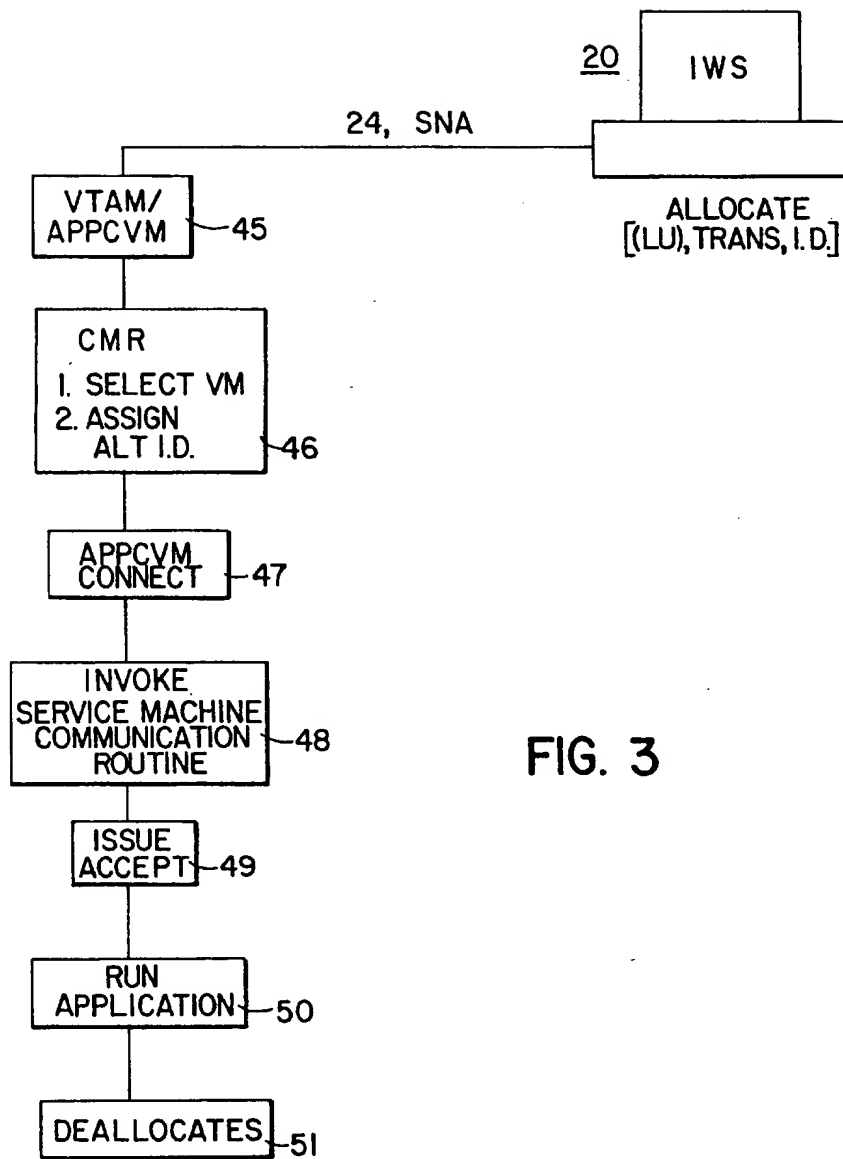 20
IWS
24, SNA
ALLOCATE
[(LU), TRANS, I.D.]
VTAM/
APPCVM
45
CMR
1. SELECT VM
2. ASSIGN
ALT I.D.
46
APPCVM
CONNECT
47
INVOKE
SERVICE MACHINE
COMMUNICATION
ROUTINE
48
FIG. 3
ISSUE
ACCEPT
49
RUN
APPLICATION
50
DEALLOCATES
51